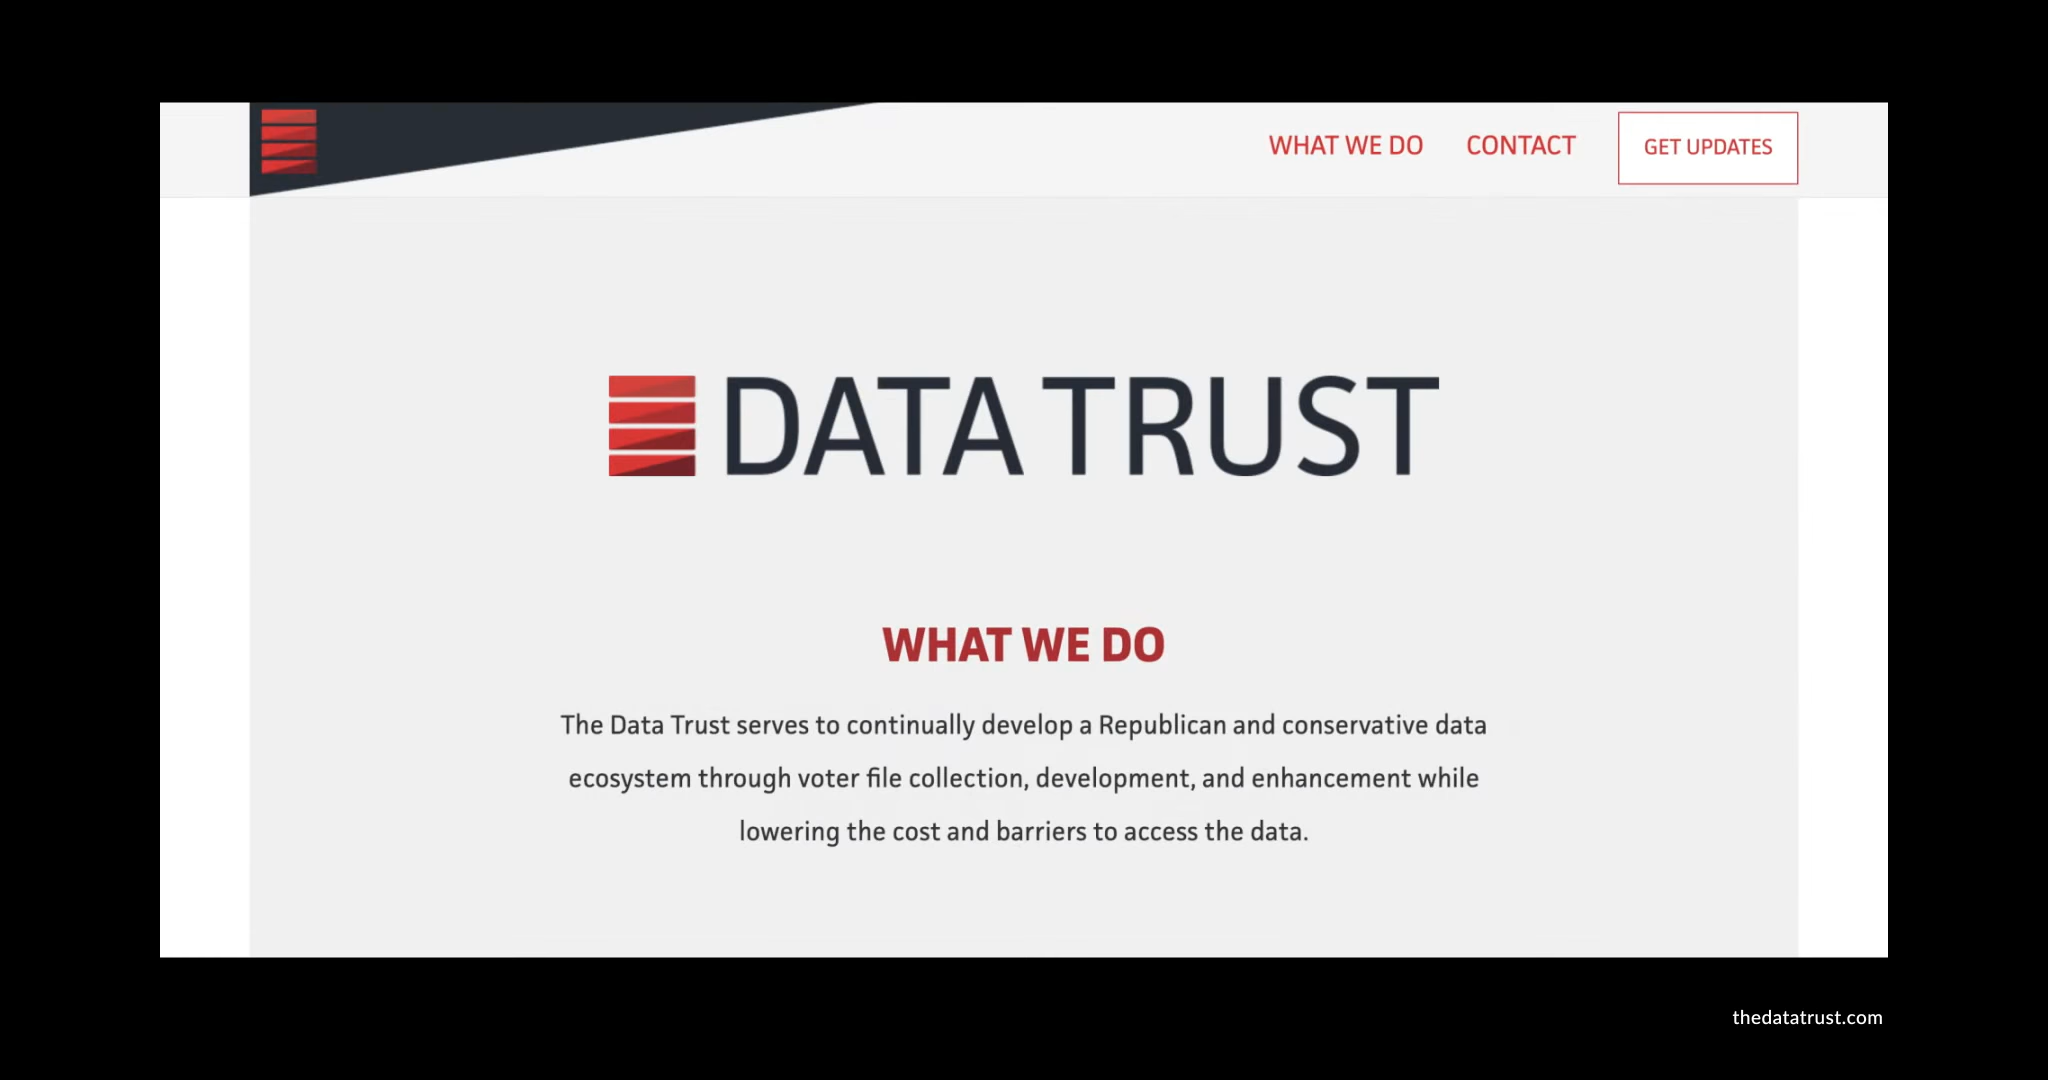 WHAT WE DO
CONTACT
GET UPDATES
DATA TRUST
WHAT WE DO
The Data Trust serves to continually develop a Republican and conservative data
ecosystem through voter file collection, development, and enhancement while
lowering the cost and barriers to access the data.
thedatatrust.com